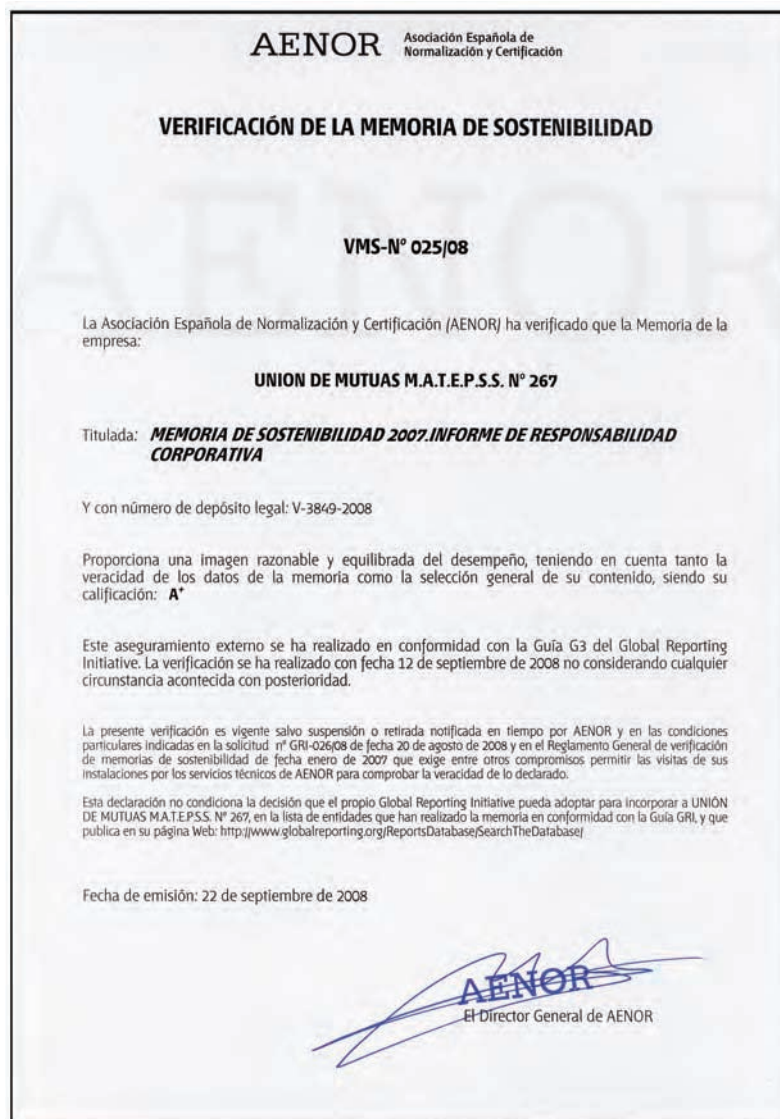 AENOR Asociación Española de
Normalización y Certificación
VERIFICACIÓN DE LA MEMORIA DE SOSTENIBILIDAD
AENOR
VMS-Nº 025/08
La Asociación Española de Normalización y Certificación (AENOR) ha verificado que la Memoria de la
empresa:
UNION DE MUTUAS M.A.T.E.P.S.S. Nº 267
Titulada: MEMORIA DE SOSTENIBILIDAD 2007.INFORME DE RESPONSABILIDAD
CORPORATIVA
Y con número de depósito legal: V-3849-2008
Proporciona una imagen razonable y equilibrada del desempeño, teniendo en cuenta tanto la
veracidad de los datos de la memoria como la selección general de su contenido, siendo su
calificación: A+
Este aseguramiento externo se ha realizado en conformidad con la Guía G3 del Global Reporting
Initiative. La verificación se ha realizado con fecha 12 de septiembre de 2008 no considerando cualquier
circunstancia acontecida con posterioridad.
La presente verificación es vigente salvo suspensión o retirada notificada en tiempo por AENOR y en las condiciones
particulares indicadas en la solicitud nº GRI-026/08 de fecha 20 de agosto de 2008 y en el Reglamento General de verificación
de memorias de sostenibilidad de fecha enero de 2007 que exige entre otros compromisos permitir las visitas de sus
instalaciones por los servicios técnicos de AENOR para comprobar la veracidad de lo declarado.
Esta declaración no condiciona la decisión que el propio Global Reporting Initiative pueda adoptar para incorporar a UNIÓN
DE MUTUAS M.A.T.E.P.S.S. Nº 267, en la lista de entidades que han realizado la memoria en conformidad con la Guía GRI, y que
publica en su página Web: http://www.globalreporting.org/ReportsDatabase/SearchTheDatabase/
Fecha de emisión: 22 de septiembre de 2008
AENOR
El Director General de AENOR